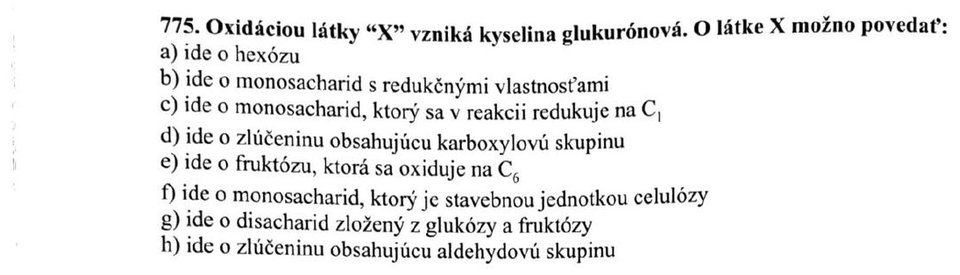 775. Oxidáciou látky “X” vzniká kyselina glukurónová. O látke X možno povedať:
a) ide o hexózu
b) ide o monosacharid s redukčnými vlastnosťami
c) ide o monosacharid, ktorý sa v reakcii redukuje na C₁
d) ide o zlúčeninu obsahujúcu karboxylovú skupinu
e) ide o fruktózu, ktorá sa oxiduje na C₆
f) ide o monosacharid, ktorý je stavebnou jednotkou celulózy
g) ide o disacharid zložený z glukózy a fruktózy
h) ide o zlúčeninu obsahujúcu aldehydovú skupinu